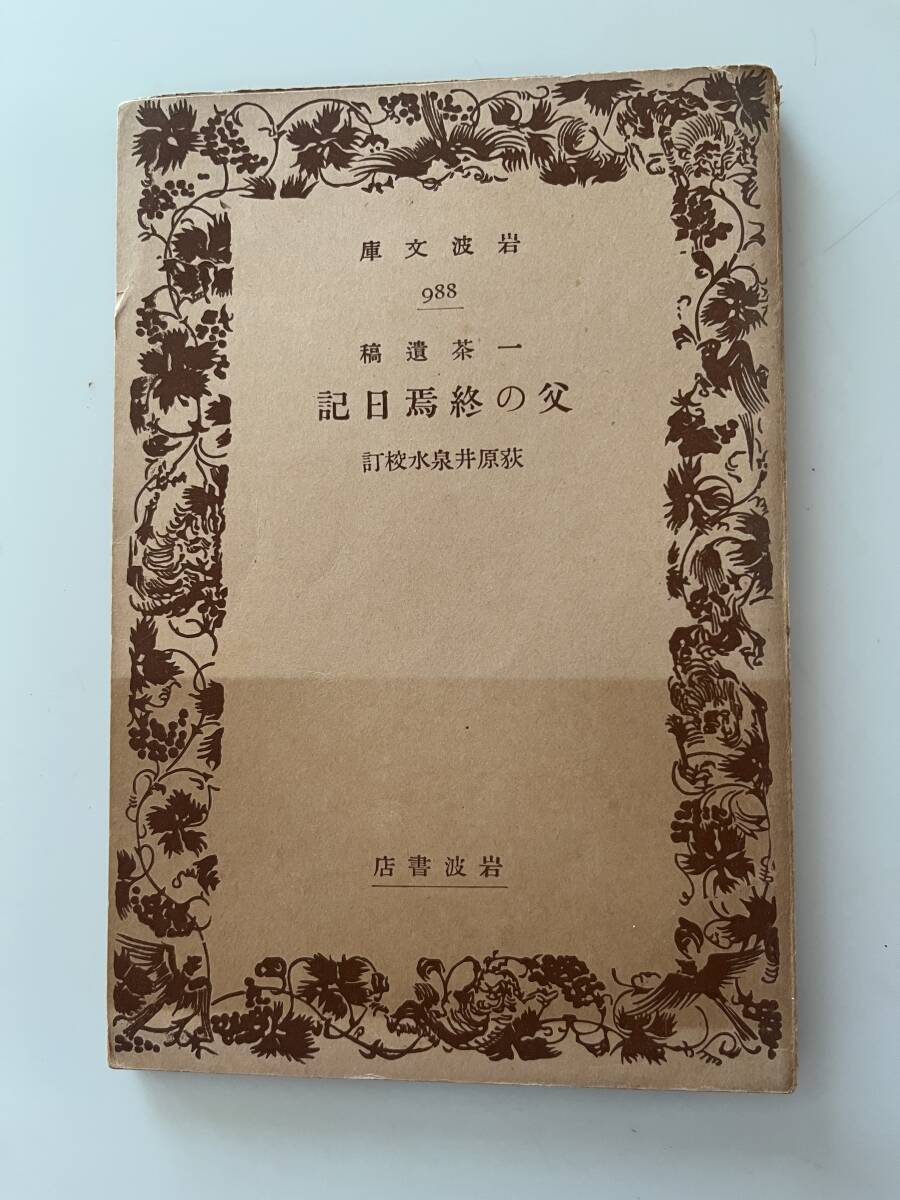 岩波文庫
988
一茶遺稿
父の終焉日記
荻原井泉水校訂
岩波書店